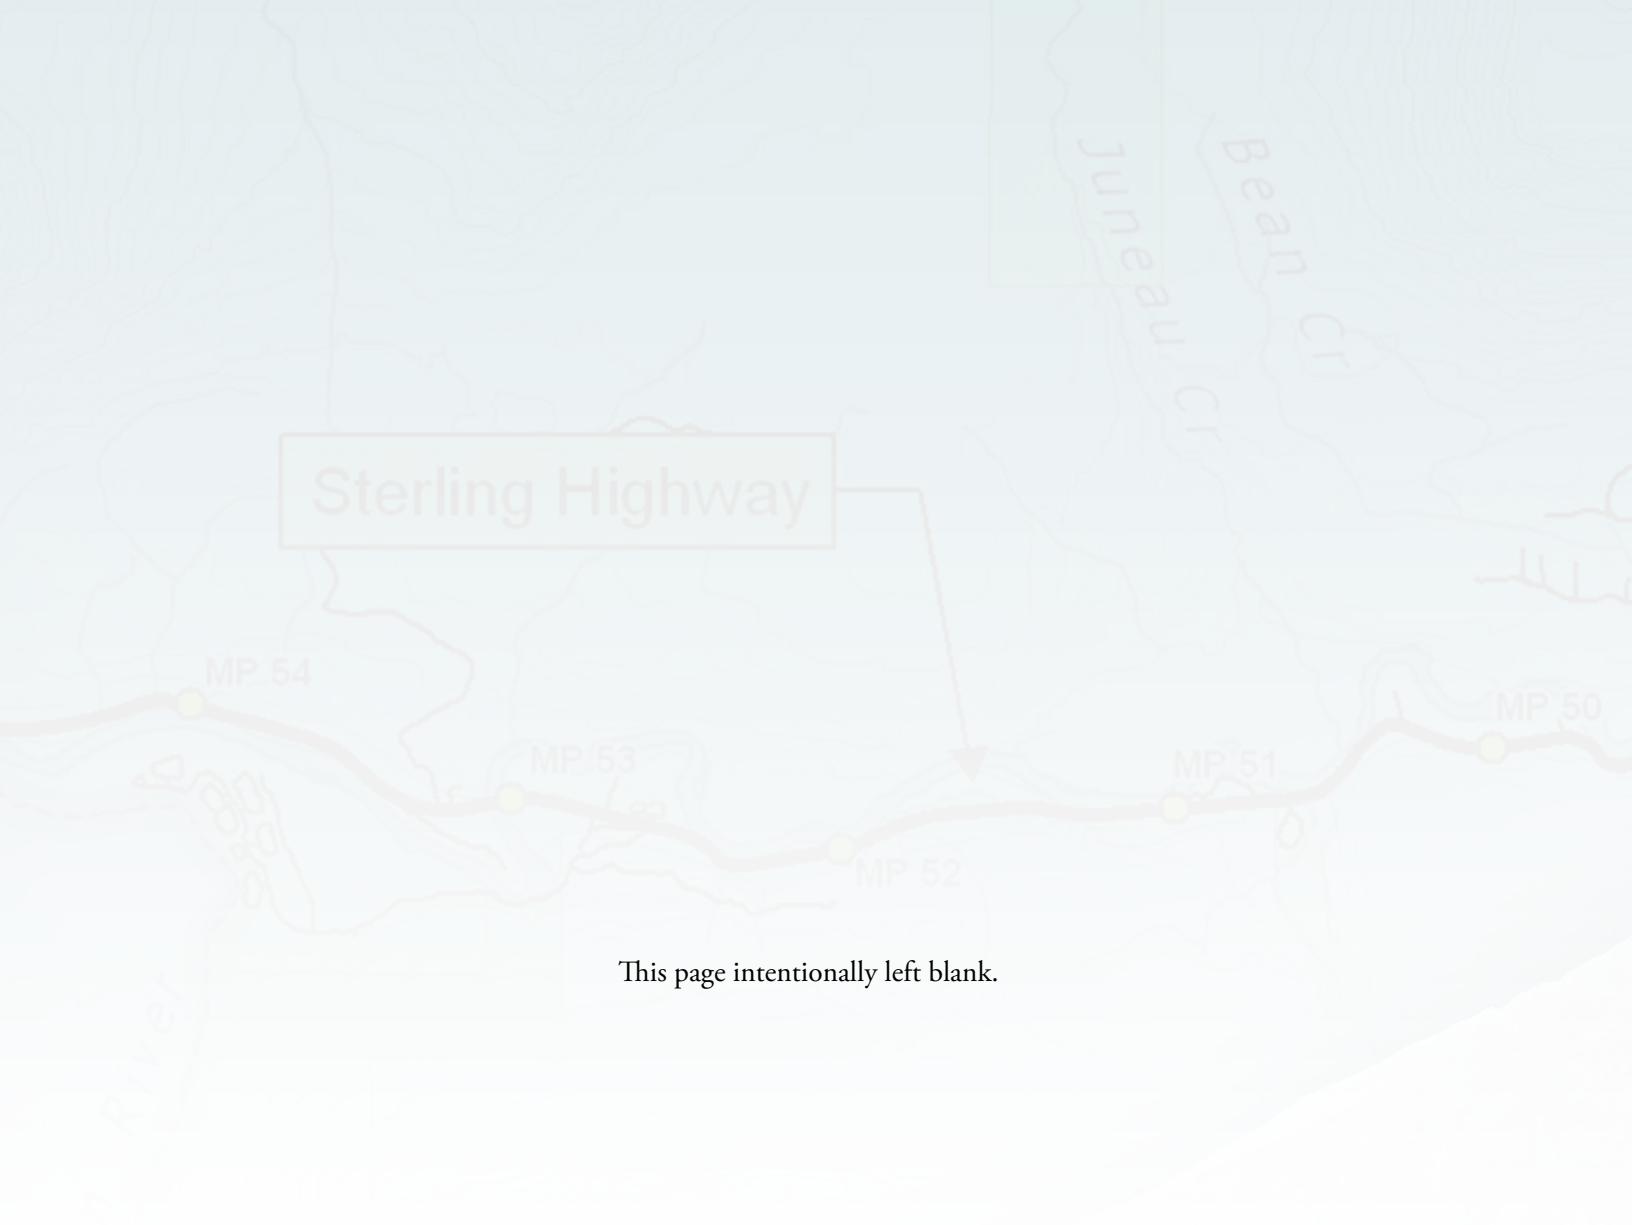 Juneau Cr
Bean Cr
Sterling Highway
MP 54
MP 50
MP 53
MP 51
MP 52
This page intentionally left blank.
River